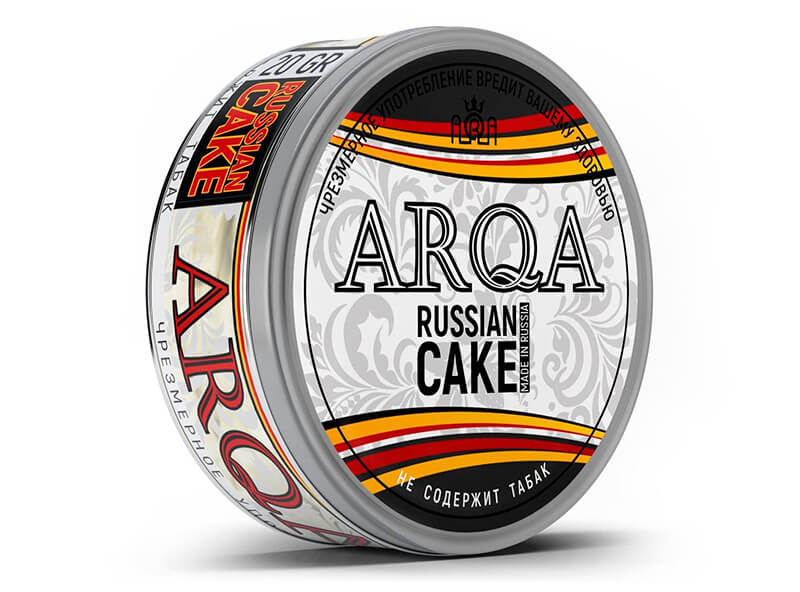 ЧРЕЗМЕРНОЕ УПОТРЕБЛЕНИЕ ВРЕДИТ ВАШЕМУ ЗДОРОВЬЮ
ARQA
ARQA
RUSSIAN
CAKE
MADE IN RUSSIA
НЕ СОДЕРЖИТ ТАБАК
20 GR
RUSSIAN
CAKE
ТАБАК
ARQA
ЧРЕЗМЕРНОЕ